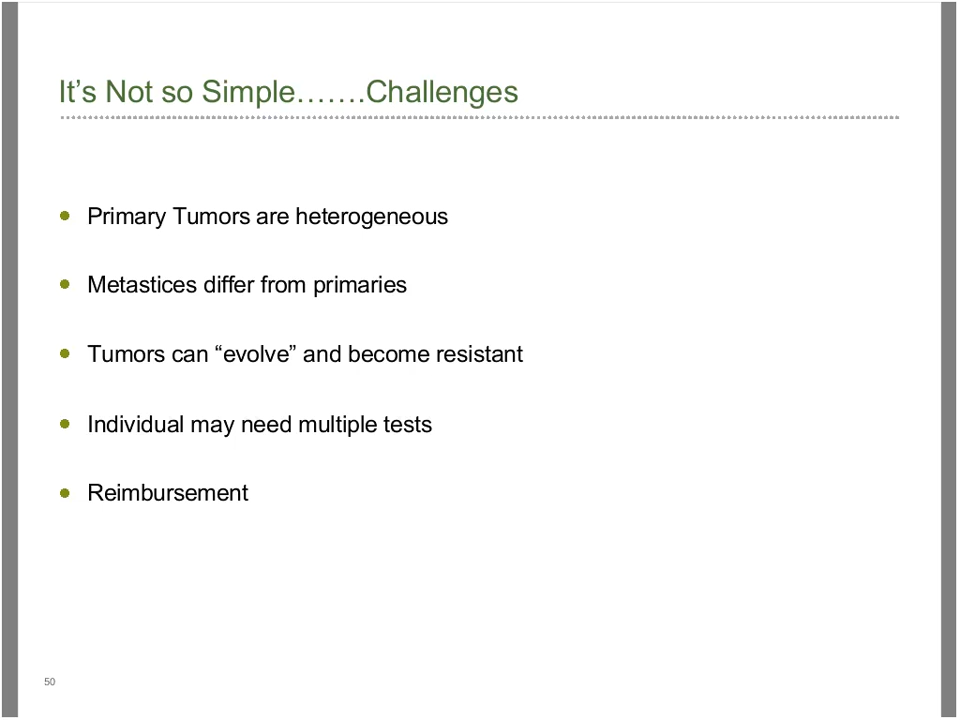 It’s Not so Simple…….Challenges
• Primary Tumors are heterogeneous
• Metastices differ from primaries
• Tumors can “evolve” and become resistant
• Individual may need multiple tests
• Reimbursement
50